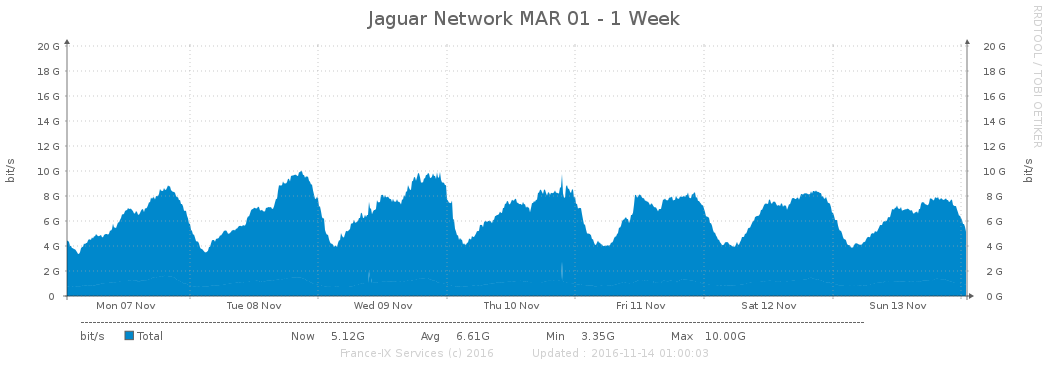 Jaguar Network MAR 01 - 1 Week
RRDTOOL / TOBI OETIKER
bit/s
bit/s
20 G 20 G
18 G 18 G
16 G 16 G
14 G 14 G
12 G 12 G
10 G 10 G
8 G 8 G
6 G 6 G
4 G 4 G
2 G 2 G
0 0 G
Mon 07 Nov Tue 08 Nov Wed 09 Nov Thu 10 Nov Fri 11 Nov Sat 12 Nov Sun 13 Nov
bit/s Total Now 5.12G Avg 6.61G Min 3.35G Max 10.00G
France-IX Services (c) 2016 Updated : 2016-11-14 01:00:03